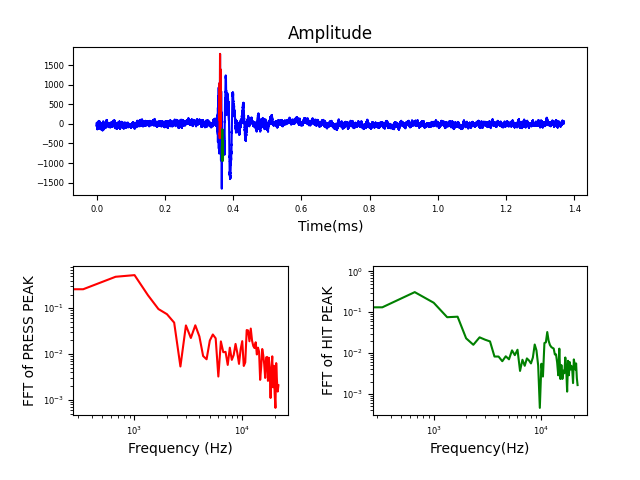 Amplitude
1500
1000
500
0
−500
−1000
−1500
0.0 0.2 0.4 0.6 0.8 1.0 1.2 1.4
Time(ms)
FFT of PRESS PEAK
10⁻¹
10⁻²
10⁻³
10³ 10⁴
Frequency (Hz)
FFT of HIT PEAK
10⁰
10⁻¹
10⁻²
10⁻³
10³ 10⁴
Frequency(Hz)